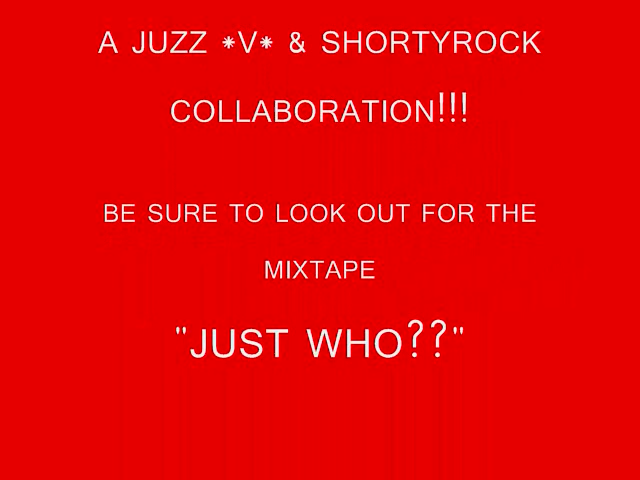 A JUZZ *V* & SHORTYROCK
COLLABORATION!!!
BE SURE TO LOOK OUT FOR THE
MIXTAPE
"JUST WHO??"